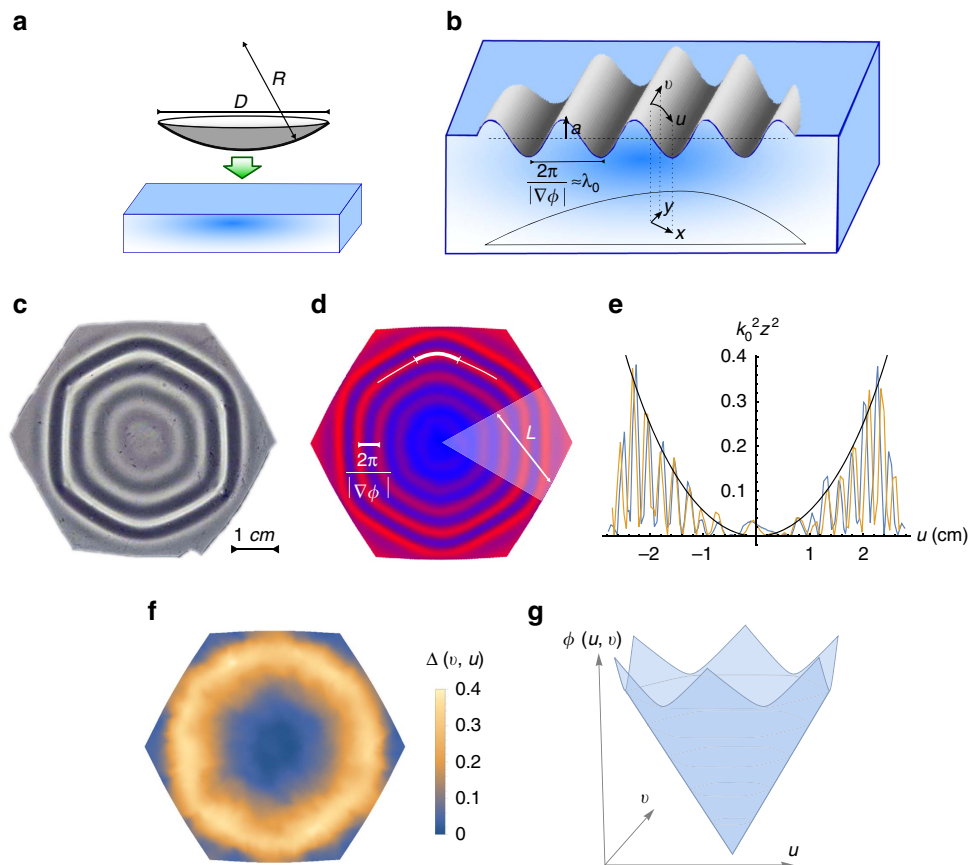 a
R
D
b
υ
u
a
2π
|∇ϕ|
≈λ₀
y
x
c
1 cm
d
L
2π
|∇ϕ|
e
k₀²z²
0.4
0.3
0.2
0.1
−2
−1
1
2
u (cm)
f
Δ (υ, u)
0.4
0.3
0.2
0.1
0
g
ϕ (u, υ)
υ
u